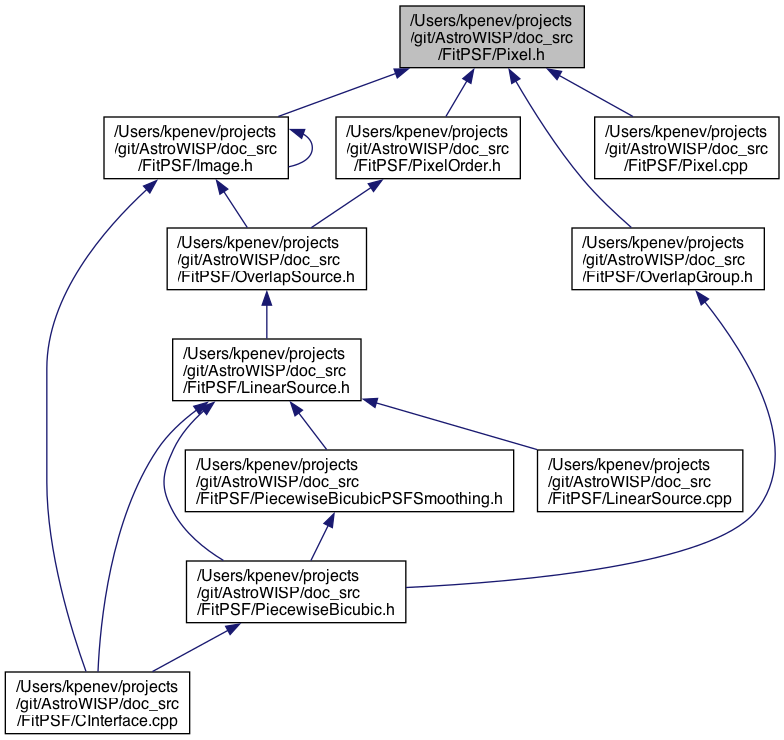 /Users/kpenev/projects
/git/AstroWISP/doc_src
/FitPSF/Pixel.h
/Users/kpenev/projects
/git/AstroWISP/doc_src
/FitPSF/Image.h
/Users/kpenev/projects
/git/AstroWISP/doc_src
/FitPSF/PixelOrder.h
/Users/kpenev/projects
/git/AstroWISP/doc_src
/FitPSF/Pixel.cpp
/Users/kpenev/projects
/git/AstroWISP/doc_src
/FitPSF/OverlapSource.h
/Users/kpenev/projects
/git/AstroWISP/doc_src
/FitPSF/OverlapGroup.h
/Users/kpenev/projects
/git/AstroWISP/doc_src
/FitPSF/LinearSource.h
/Users/kpenev/projects
/git/AstroWISP/doc_src
/FitPSF/PiecewiseBicubicPSFSmoothing.h
/Users/kpenev/projects
/git/AstroWISP/doc_src
/FitPSF/LinearSource.cpp
/Users/kpenev/projects
/git/AstroWISP/doc_src
/FitPSF/PiecewiseBicubic.h
/Users/kpenev/projects
/git/AstroWISP/doc_src
/FitPSF/CInterface.cpp